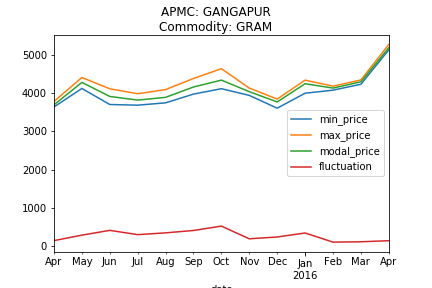 APMC: GANGAPUR
Commodity: GRAM
5000
4000
3000
2000
1000
0
min_price
max_price
modal_price
fluctuation
Apr May Jun Jul Aug Sep Oct Nov Dec Jan Feb Mar Apr
2016